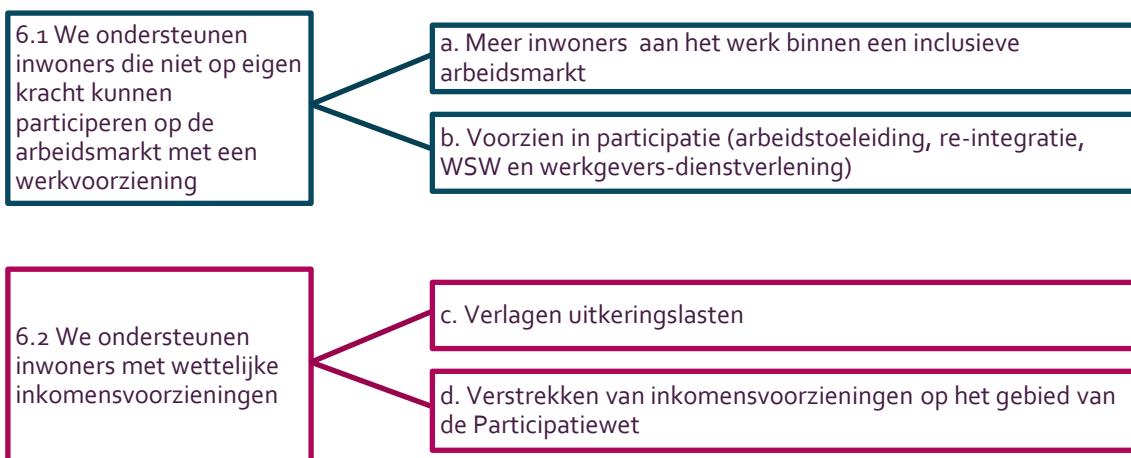 6.1 We ondersteunen
inwoners die niet op eigen
kracht kunnen
participeren op de
arbeidsmarkt met een
werkvoorziening
a. Meer inwoners aan het werk binnen een inclusieve
arbeidsmarkt
b. Voorzien in participatie (arbeidstoeleiding, re-integratie,
WSW en werkgevers-dienstverlening)
6.2 We ondersteunen
inwoners met wettelijke
inkomensvoorzieningen
c. Verlagen uitkeringslasten
d. Verstrekken van inkomensvoorzieningen op het gebied van
de Participatiewet